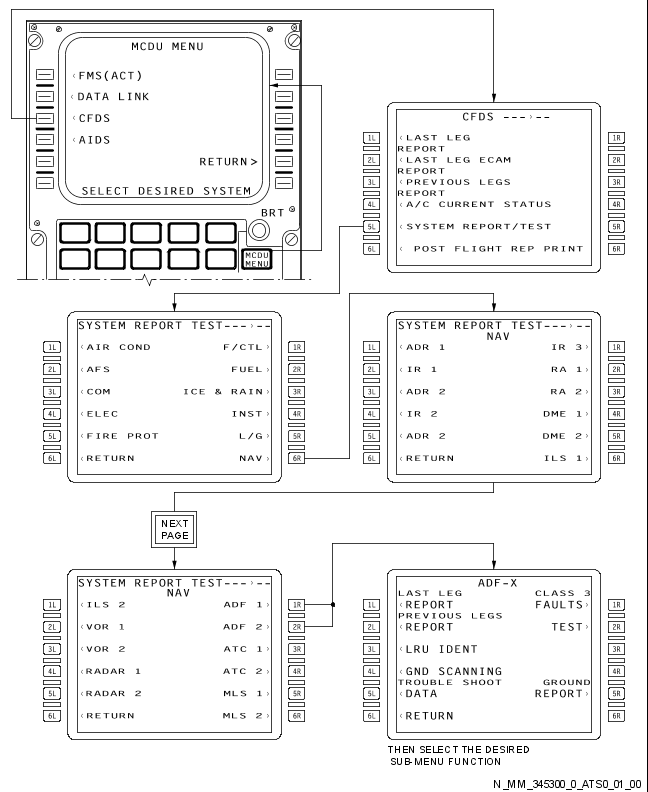 MCDU MENU
‹FMS(ACT)
‹DATA LINK
‹CFDS
‹AIDS
RETURN>
SELECT DESIRED SYSTEM
BRT
MCDU
MENU
CFDS ---›--
1L ‹LAST LEG 1R
REPORT
2L ‹LAST LEG ECAM 2R
REPORT
3L ‹PREVIOUS LEGS 3R
REPORT
4L ‹A/C CURRENT STATUS 4R
5L ‹SYSTEM REPORT/TEST 5R
6L ‹ POST FLIGHT REP PRINT 6R
SYSTEM REPORT TEST---›--
1L ‹AIR COND F/CTL› 1R
2L ‹AFS FUEL› 2R
3L ‹COM ICE & RAIN› 3R
4L ‹ELEC INST› 4R
5L ‹FIRE PROT L/G› 5R
6L ‹RETURN NAV› 6R
SYSTEM REPORT TEST---›--
NAV
1L ‹ADR 1 IR 3› 1R
2L ‹IR 1 RA 1› 2R
3L ‹ADR 2 RA 2› 3R
4L ‹IR 2 DME 1› 4R
5L ‹ADR 2 DME 2› 5R
6L ‹RETURN ILS 1› 6R
NEXT
PAGE
SYSTEM REPORT TEST---›--
NAV
1L ‹ILS 2 ADF 1› 1R
2L ‹VOR 1 ADF 2› 2R
3L ‹VOR 2 ATC 1› 3R
4L ‹RADAR 1 ATC 2› 4R
5L ‹RADAR 2 MLS 1› 5R
6L ‹RETURN MLS 2› 6R
ADF-X
LAST LEG CLASS 3
1L ‹REPORT FAULTS› 1R
PREVIOUS LEGS
2L ‹REPORT TEST› 2R
3L ‹LRU IDENT 3R
4L ‹GND SCANNING 4R
TROUBLE SHOOT GROUND
5L ‹DATA REPORT› 5R
6L ‹RETURN 6R
THEN SELECT THE DESIRED
SUB-MENU FUNCTION
N_MM_345300_0_ATS0_01_00